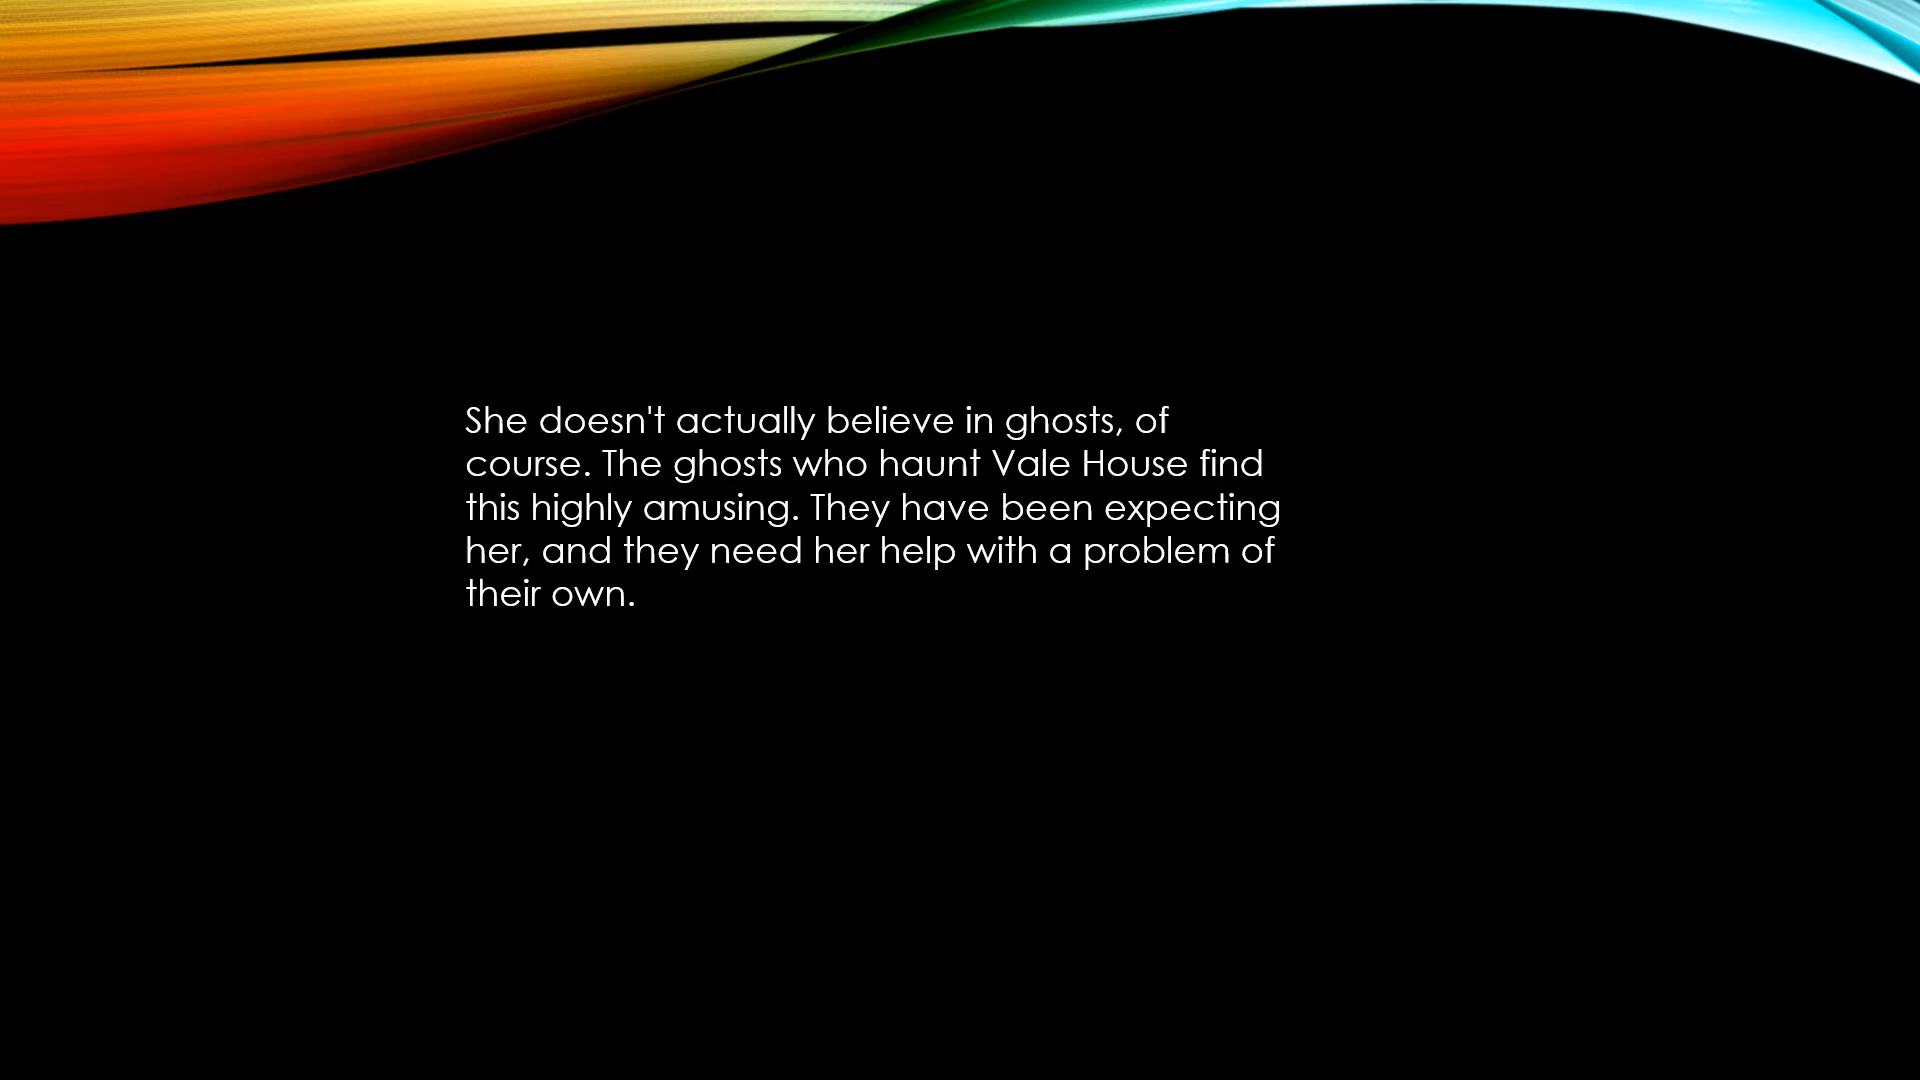 She doesn't actually believe in ghosts, of
course. The ghosts who haunt Vale House find
this highly amusing. They have been expecting
her, and they need her help with a problem of
their own.